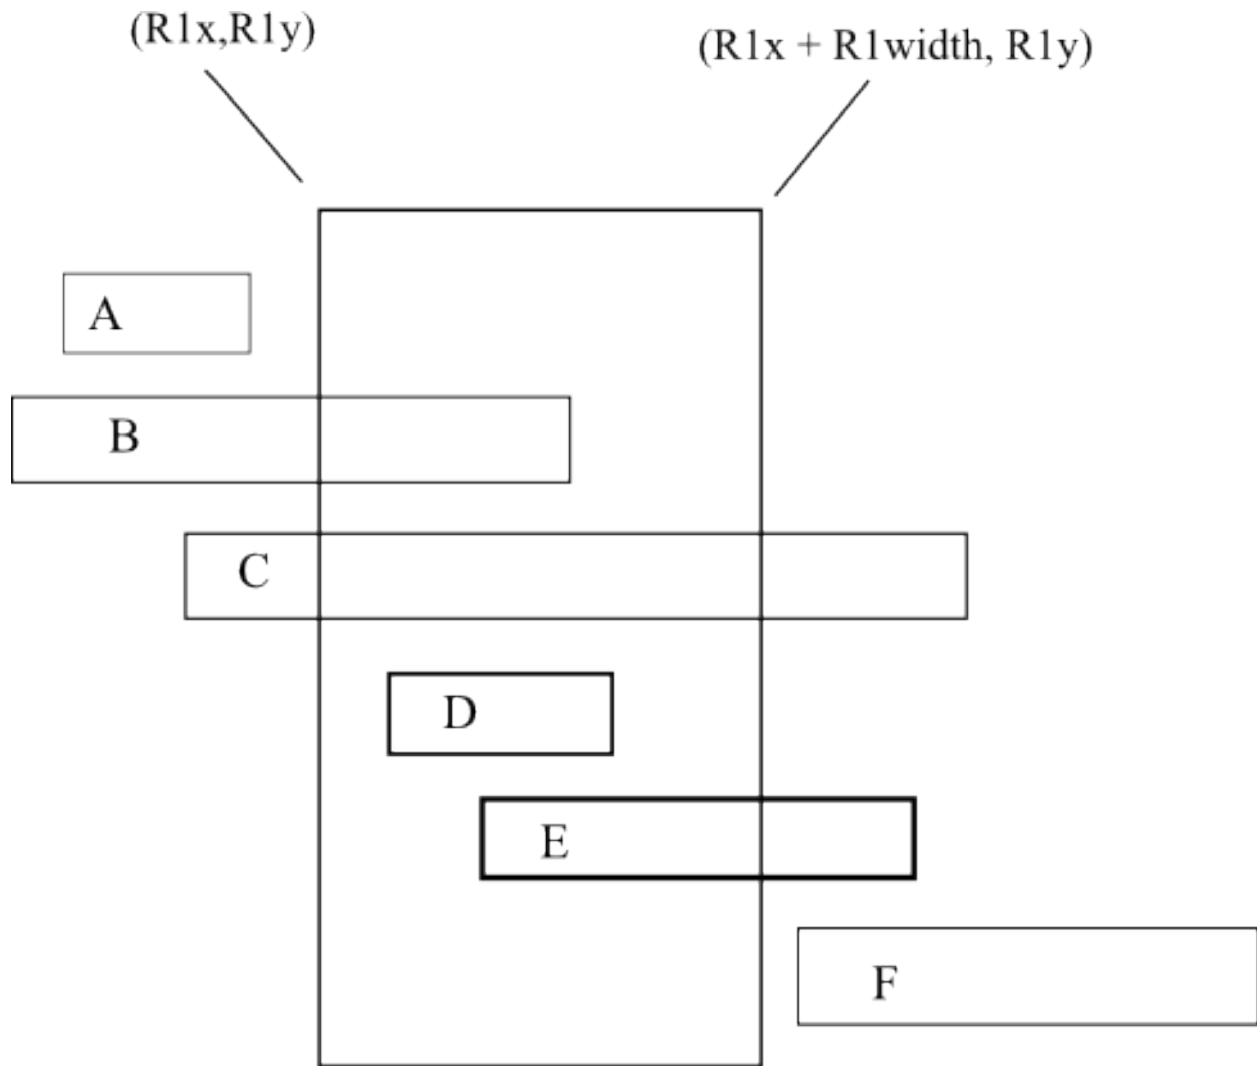 (R1x,R1y)
(R1x + R1width, R1y)
A
B
C
D
E
F